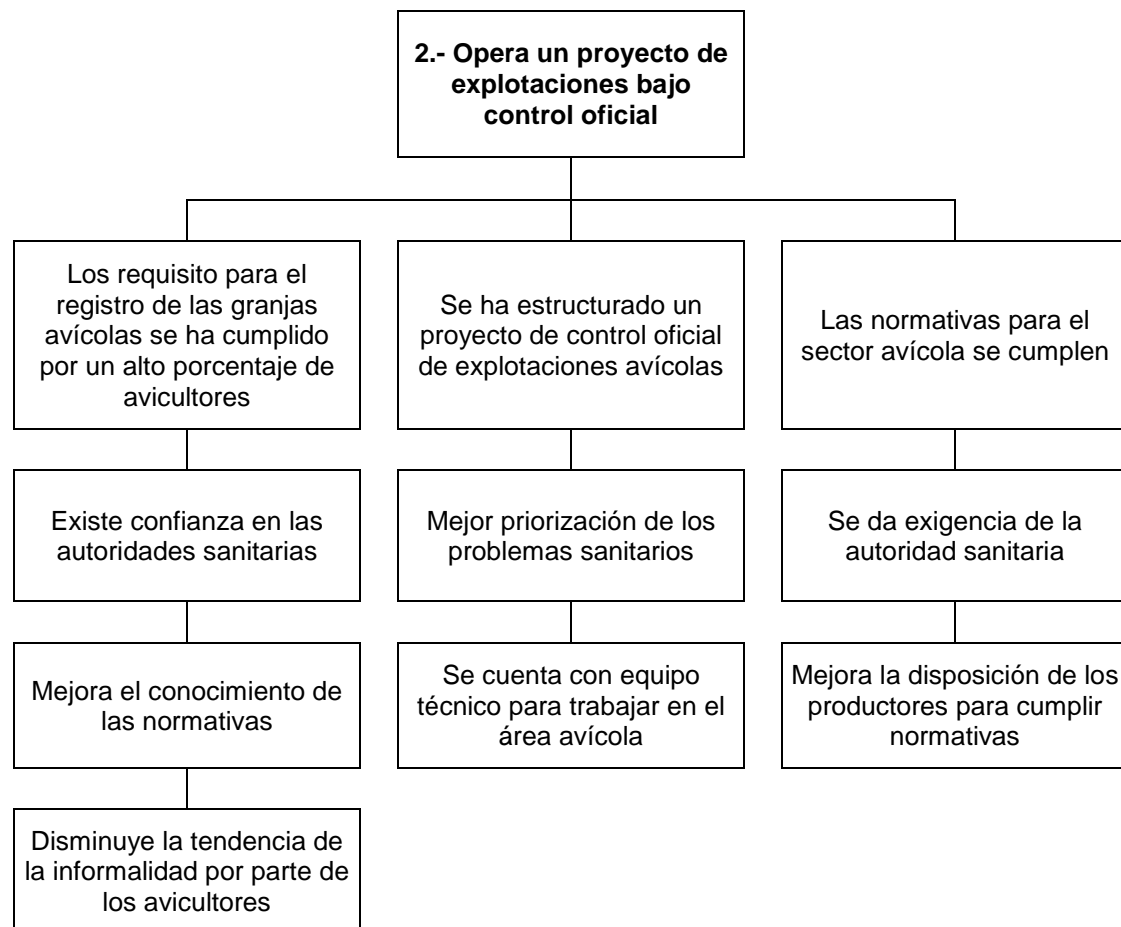 2.- Opera un proyecto de
explotaciones bajo
control oficial
Los requisito para el
registro de las granjas
avícolas se ha cumplido
por un alto porcentaje de
avicultores
Se ha estructurado un
proyecto de control oficial
de explotaciones avícolas
Las normativas para el
sector avícola se cumplen
Existe confianza en las
autoridades sanitarias
Mejor priorización de los
problemas sanitarios
Se da exigencia de la
autoridad sanitaria
Mejora el conocimiento de
las normativas
Se cuenta con equipo
técnico para trabajar en el
área avícola
Mejora la disposición de los
productores para cumplir
normativas
Disminuye la tendencia de
la informalidad por parte de
los avicultores